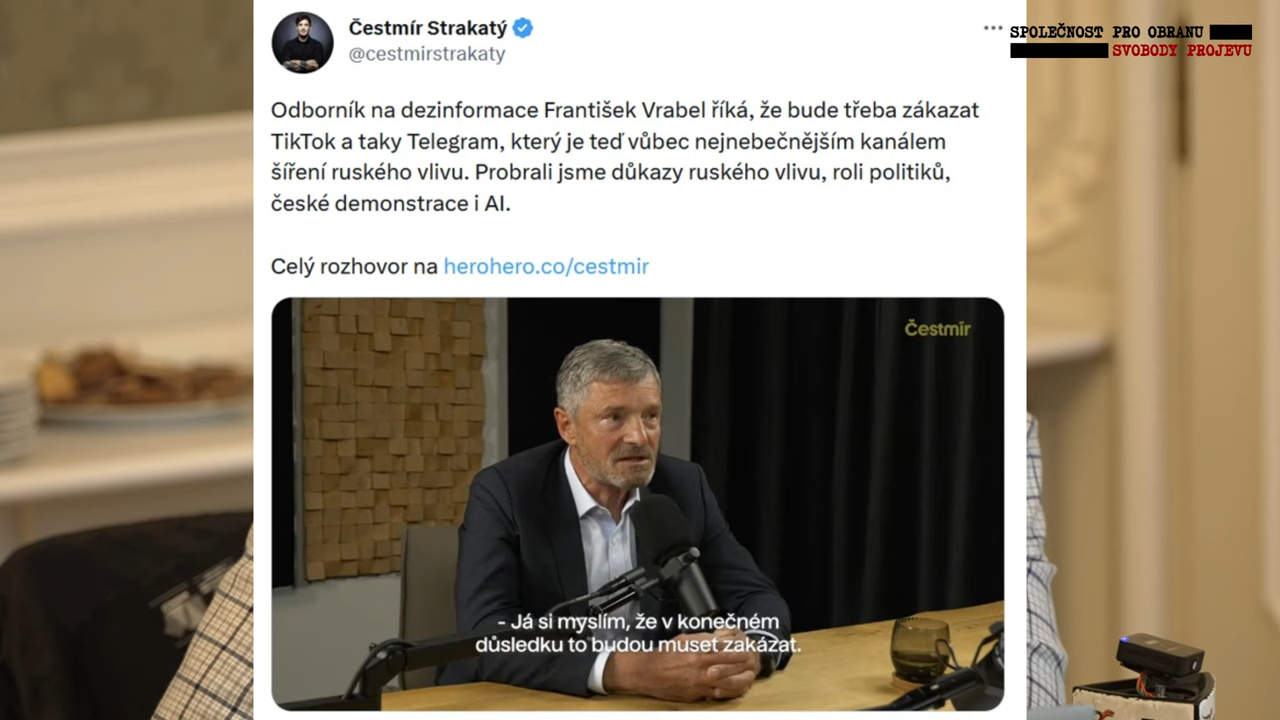 Čestmír Strakatý
@cestmirstrakaty
SPOLEČNOST PRO OBRANU
SVOBODY PROJEVU
Odborník na dezinformace František Vrabel říká, že bude třeba zákazat
TikTok a taky Telegram, který je teď vůbec nejnebečnějším kanálem
šíření ruského vlivu. Probrali jsme důkazy ruského vlivu, roli politiků,
české demonstrace i AI.
Celý rozhovor na herohero.co/cestmir
Čestmír
- Já si myslím, že v konečném
důsledku to budou muset zakázat.